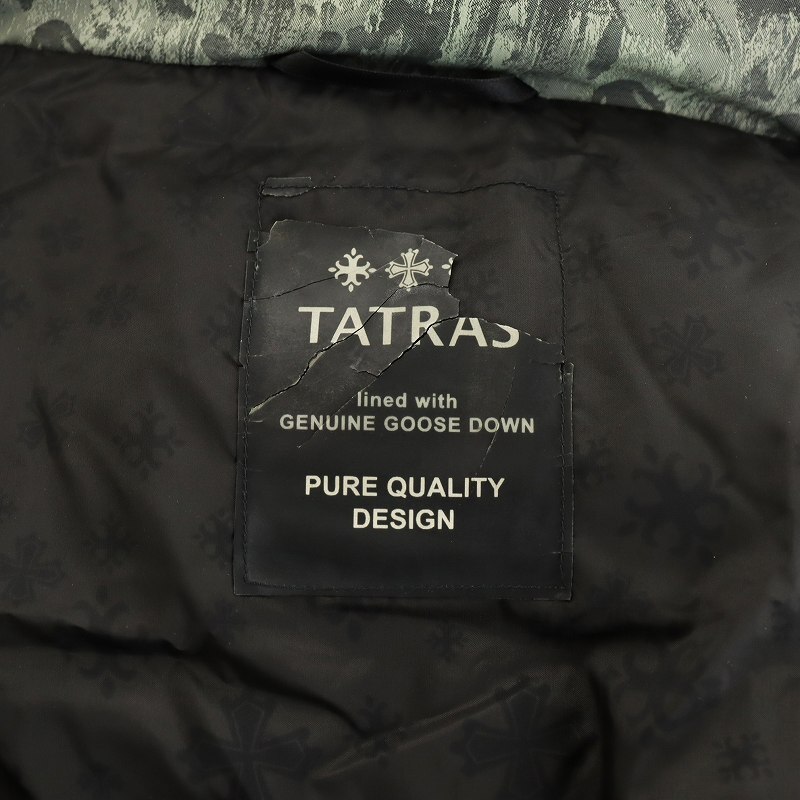 TATRAS
lined with
GENUINE GOOSE DOWN
PURE QUALITY
DESIGN